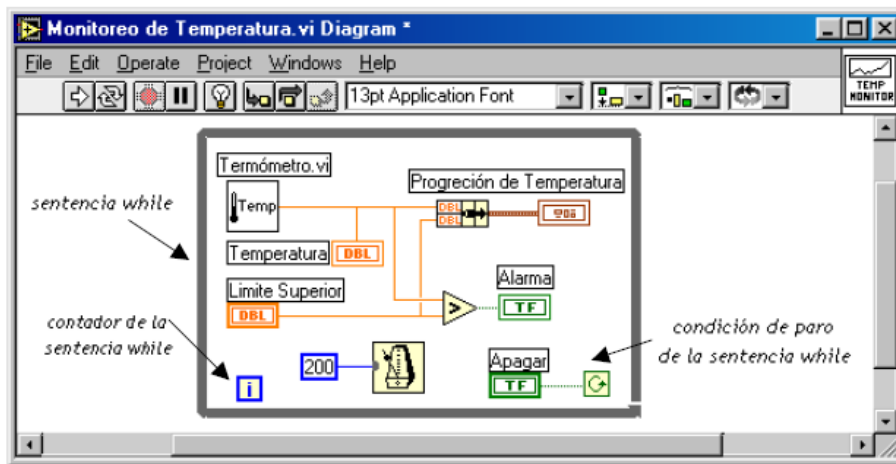 Monitoreo de Temperatura.vi Diagram *
File Edit Operate Project Windows Help
13pt Application Font
TEMP
MONITOR
Termómetro.vi
Temp
Progreción de Temperatura
DBL
DBL
sentencia while
Temperatura
DBL
Limite Superior
DBL
>
Alarma
TF
contador de la
sentencia while
condición de paro
de la sentencia while
200
i
Apagar
TF